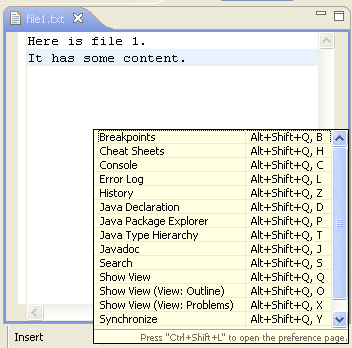 file1.txt
Here is file 1.
It has some content.
Breakpoints Alt+Shift+Q, B
Cheat Sheets Alt+Shift+Q, H
Console Alt+Shift+Q, C
Error Log Alt+Shift+Q, L
History Alt+Shift+Q, Z
Java Declaration Alt+Shift+Q, D
Java Package Explorer Alt+Shift+Q, P
Java Type Hierarchy Alt+Shift+Q, T
Javadoc Alt+Shift+Q, J
Search Alt+Shift+Q, S
Show View Alt+Shift+Q, Q
Show View (View: Outline) Alt+Shift+Q, O
Show View (View: Problems) Alt+Shift+Q, X
Synchronize Alt+Shift+Q, Y
Press "Ctrl+Shift+L" to open the preference page.
Insert